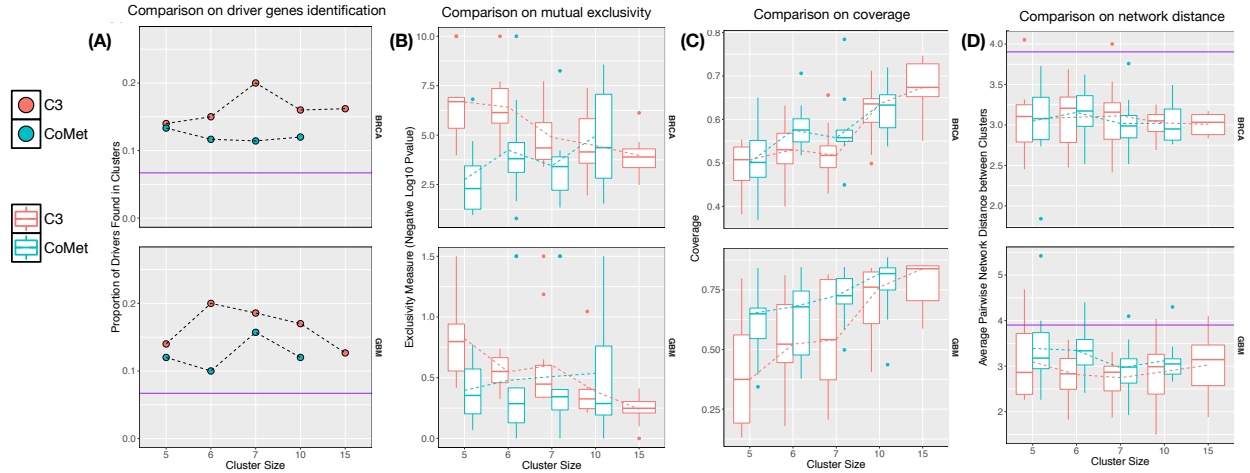 Comparison on driver genes identification
Comparison on mutual exclusivity
Comparison on coverage
Comparison on network distance
(A)
(B)
(C)
(D)
C3
CoMet
C3
CoMet
Proportion of Drivers Found in Clusters
0.2
0.1
0.0
BRCA
0.2
0.1
0.0
GBM
5
6
7
10
15
Cluster Size
Exclusivity Measure (Negative Log10 Pvalue)
10.0
7.5
5.0
2.5
BRCA
1.5
1.0
0.5
0.0
GBM
5
6
7
10
15
Cluster Size
Coverage
0.8
0.7
0.6
0.5
0.4
BRCA
0.75
0.50
0.25
GBM
5
6
7
10
15
Cluster Size
Average Pairwise Network Distance between Clusters
4.0
3.5
3.0
2.5
2.0
BRCA
5
4
3
2
GBM
5
6
7
10
15
Cluster Size